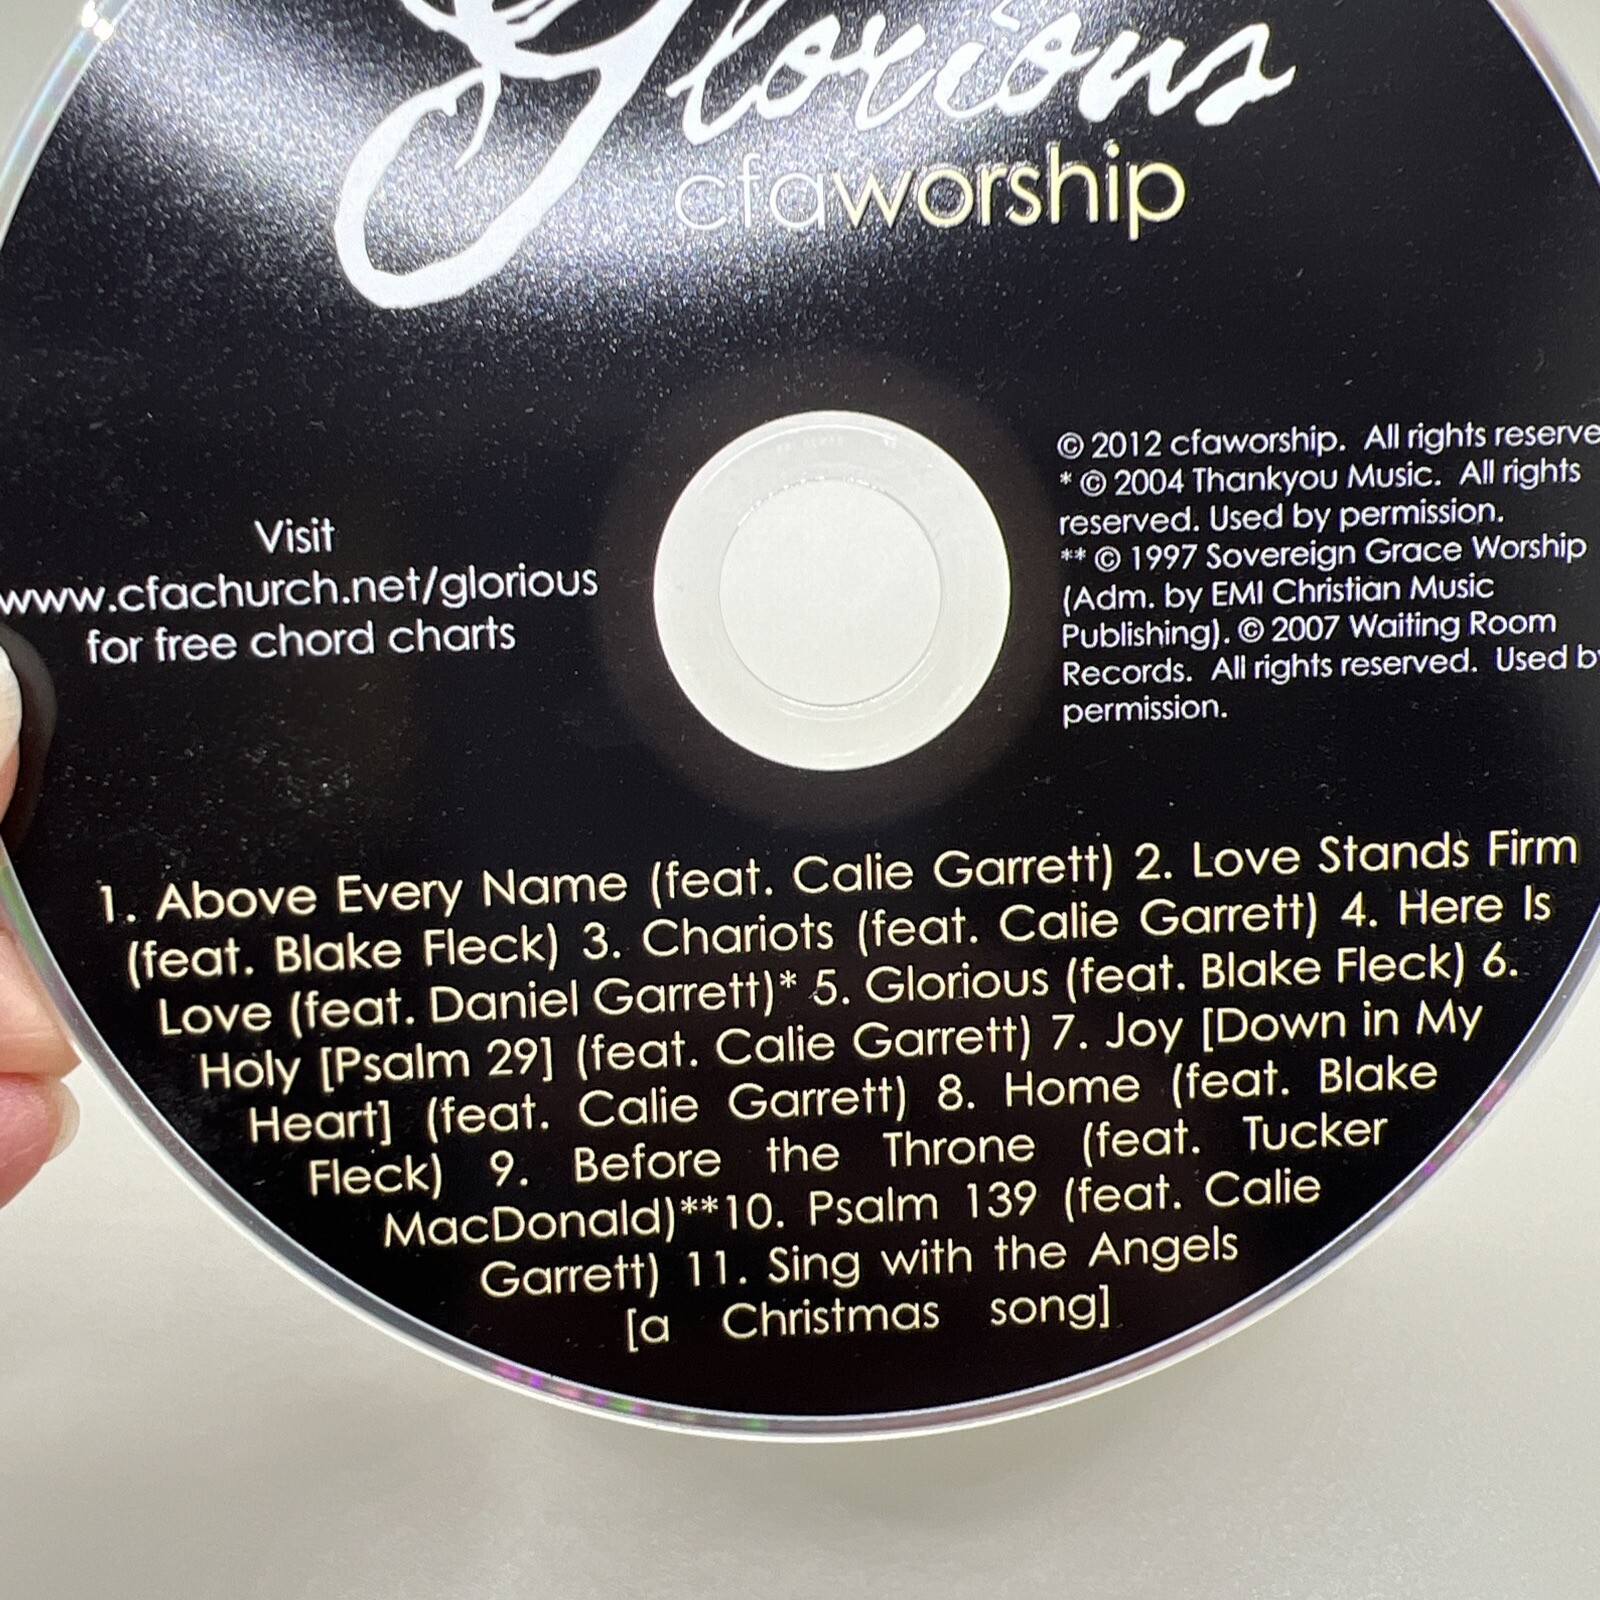 Glorious
cfaworship
© 2012 cfaworship. All rights reserve
* © 2004 Thankyou Music. All rights
reserved. Used by permission.
** © 1997 Sovereign Grace Worship
(Adm. by EMI Christian Music
Publishing). © 2007 Waiting Room
Records. All rights reserved. Used by
permission.
Visit
www.cfachurch.net/glorious
for free chord charts
1. Above Every Name (feat. Calie Garrett) 2. Love Stands Firm
(feat. Blake Fleck) 3. Chariots (feat. Calie Garrett) 4. Here Is
Love (feat. Daniel Garrett)* 5. Glorious (feat. Blake Fleck) 6.
Holy [Psalm 29] (feat. Calie Garrett) 7. Joy [Down in My
Heart] (feat. Calie Garrett) 8. Home (feat. Blake
Fleck) 9. Before the Throne (feat. Tucker
MacDonald)**10. Psalm 139 (feat. Calie
Garrett) 11. Sing with the Angels
[a Christmas song]